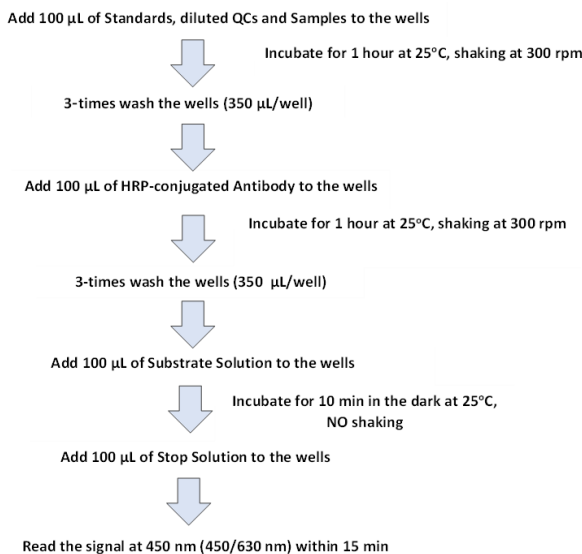 Add 100 µL of Standards, diluted QCs and Samples to the wells
Incubate for 1 hour at 25°C, shaking at 300 rpm
3-times wash the wells (350 µL/well)
Add 100 µL of HRP-conjugated Antibody to the wells
Incubate for 1 hour at 25°C, shaking at 300 rpm
3-times wash the wells (350 µL/well)
Add 100 µL of Substrate Solution to the wells
Incubate for 10 min in the dark at 25°C,
NO shaking
Add 100 µL of Stop Solution to the wells
Read the signal at 450 nm (450/630 nm) within 15 min